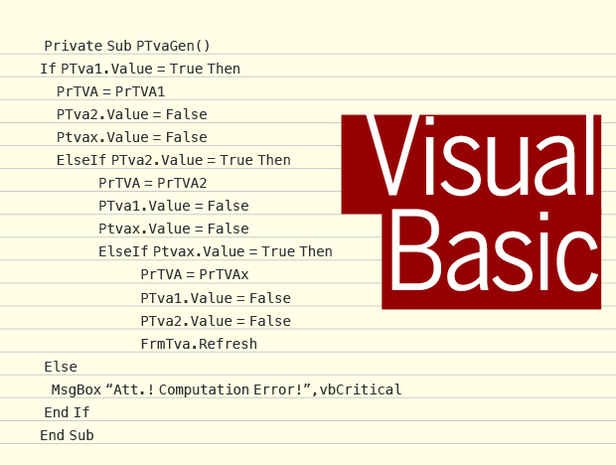 Private Sub PTvaGen()
If PTva1.Value = True Then
PrTVA = PrTVA1
PTva2.Value = False
Ptvax.Value = False
ElseIf PTva2.Value = True Then
PrTVA = PrTVA2
PTva1.Value = False
Ptvax.Value = False
ElseIf Ptvax.Value = True Then
PrTVA = PrTVAx
PTva1.Value = False
PTva2.Value = False
FrmTva.Refresh
Else
MsgBox “Att.! Computation Error!”,vbCritical
End If
End Sub
Visual
Basic